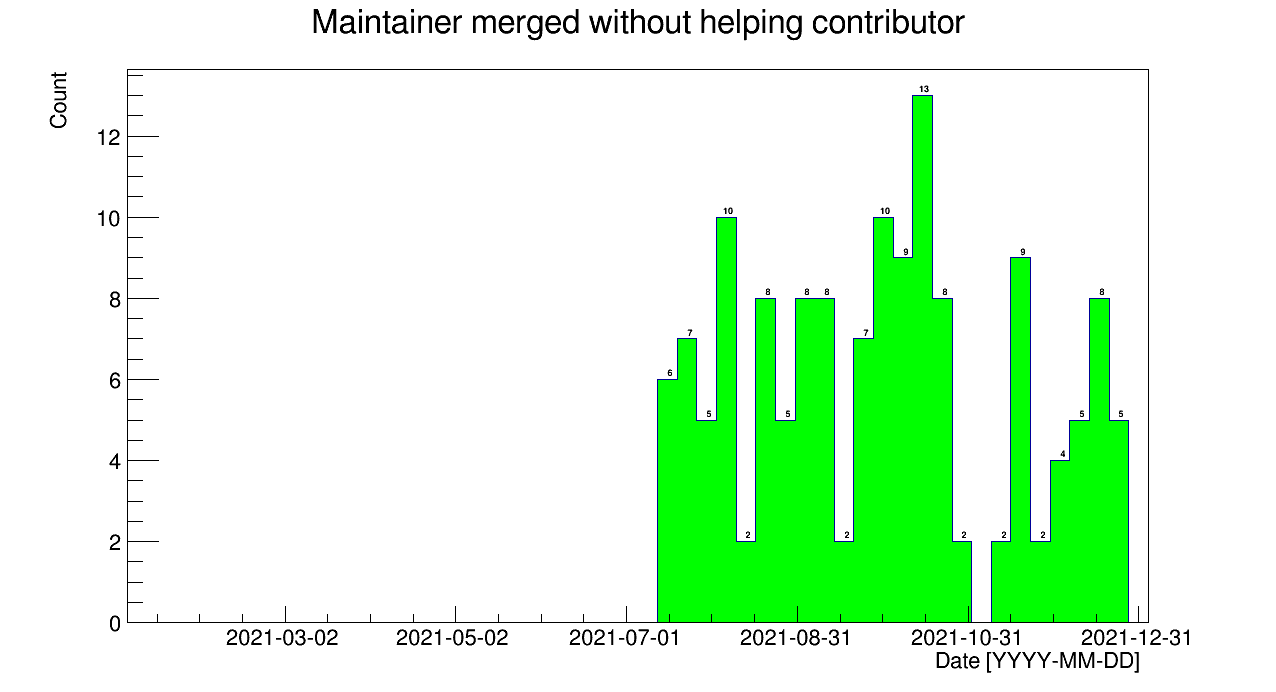 Maintainer merged without helping contributor
Count
12
10
8
6
4
2
0
6 7 5 10 2 8 5 8 8 2 7 10 9 13 8 2 2 9 2 4 5 8 5
2021-03-02 2021-05-02 2021-07-01 2021-08-31 2021-10-31 2021-12-31
Date [YYYY-MM-DD]